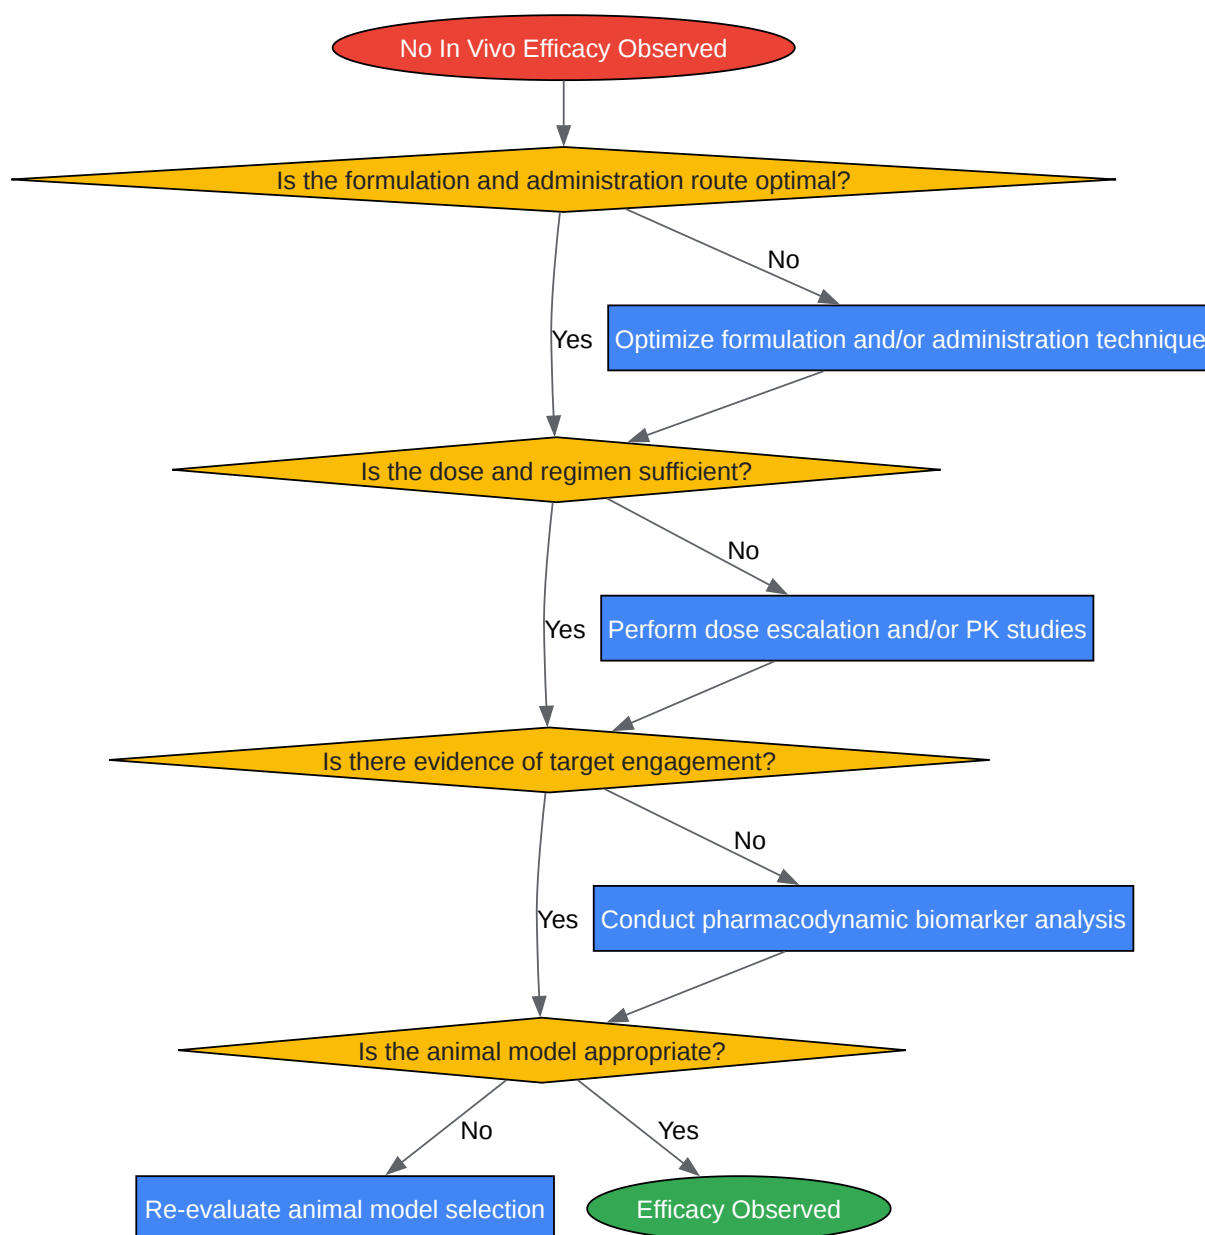 No In Vivo Efficacy Observed
Is the formulation and administration route optimal?
No
Yes
Optimize formulation and/or administration technique
Is the dose and regimen sufficient?
No
Yes
Perform dose escalation and/or PK studies
Is there evidence of target engagement?
No
Yes
Conduct pharmacodynamic biomarker analysis
Is the animal model appropriate?
No
Yes
Re-evaluate animal model selection
Efficacy Observed